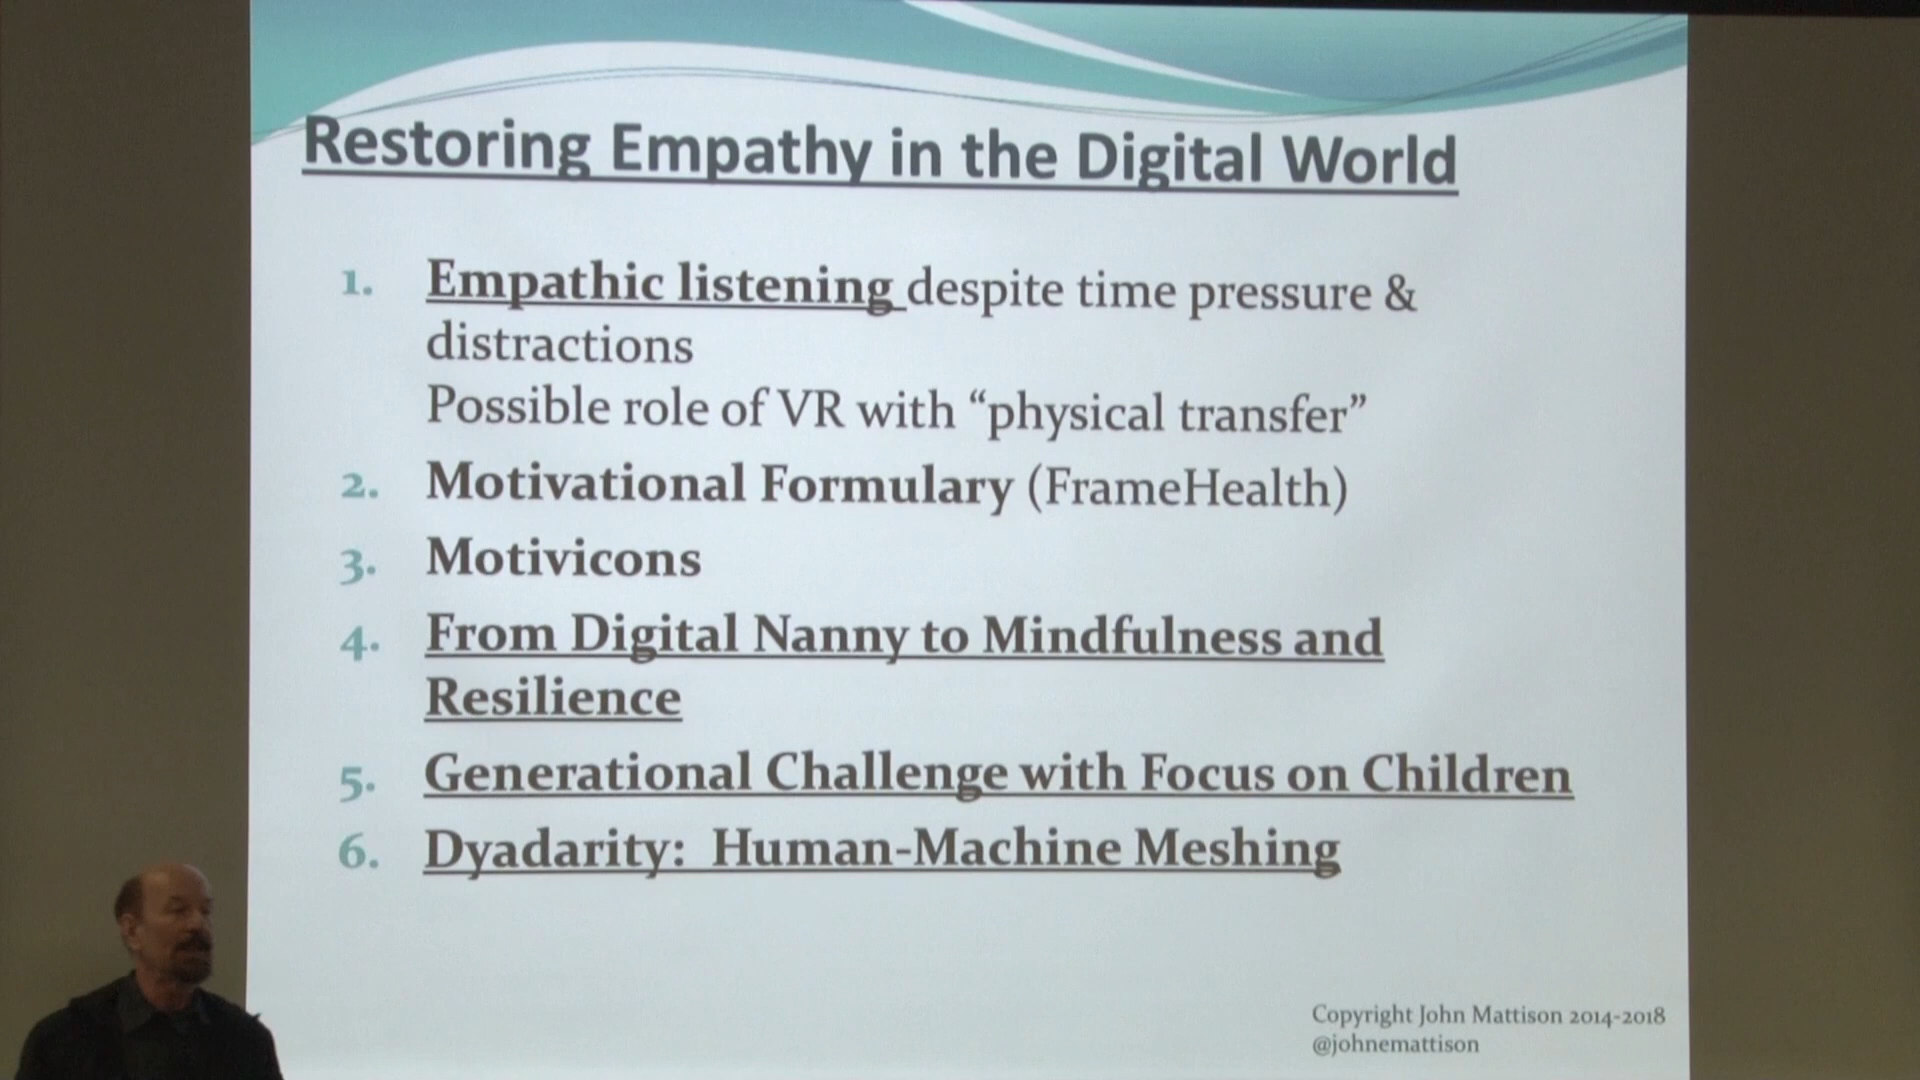 Restoring Empathy in the Digital World
1. Empathic listening despite time pressure &
distractions
Possible role of VR with “physical transfer”
2. Motivational Formulary (FrameHealth)
3. Motivicons
4. From Digital Nanny to Mindfulness and
Resilience
5. Generational Challenge with Focus on Children
6. Dyadarity: Human-Machine Meshing
Copyright John Mattison 2014-2018
@johnemattison